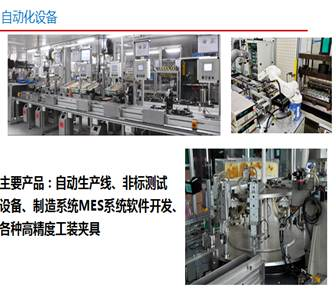 自动化设备
主要产品：自动生产线、非标测试
设备、制造系统MES系统软件开发、
各种高精度工装夹具